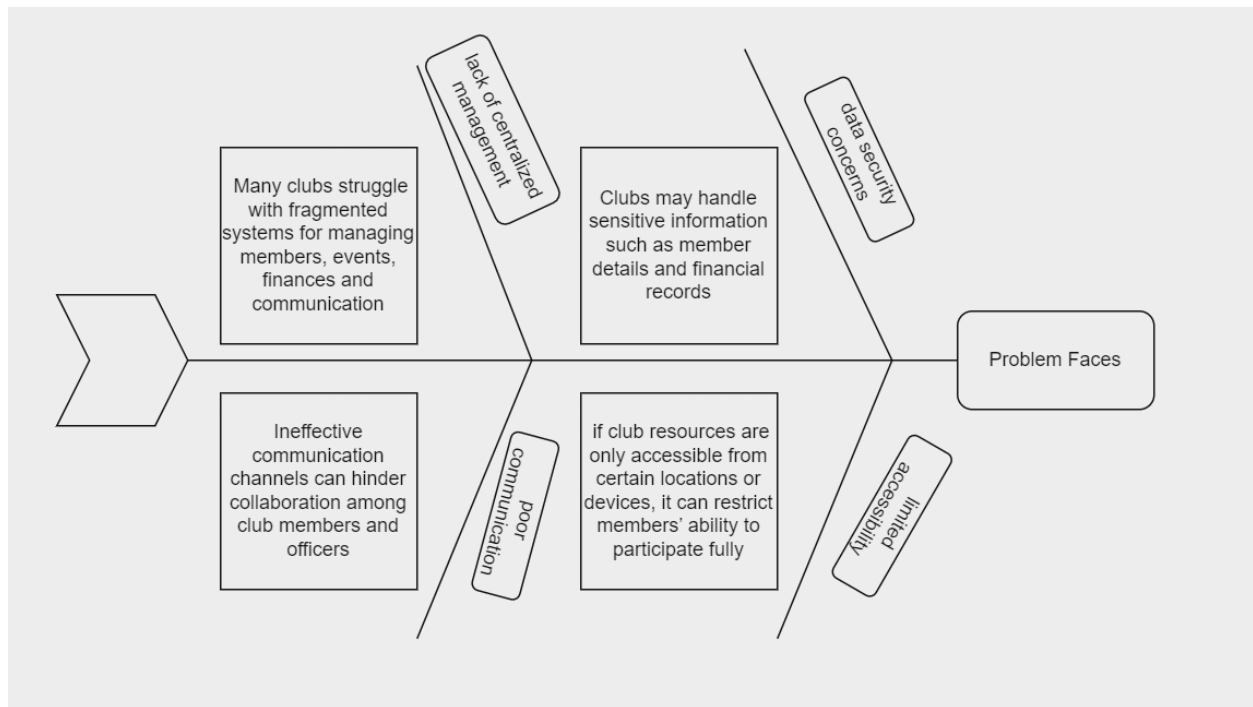 lack of centralized
management
data security
concerns
Many clubs struggle
with fragmented
systems for managing
members, events,
finances and
communication
Clubs may handle
sensitive information
such as member
details and financial
records
Problem Faces
Ineffective
communication
channels can hinder
collaboration among
club members and
officers
poor
communication
if club resources are
only accessible from
certain locations or
devices, it can restrict
members’ ability to
participate fully
limited
accessibility